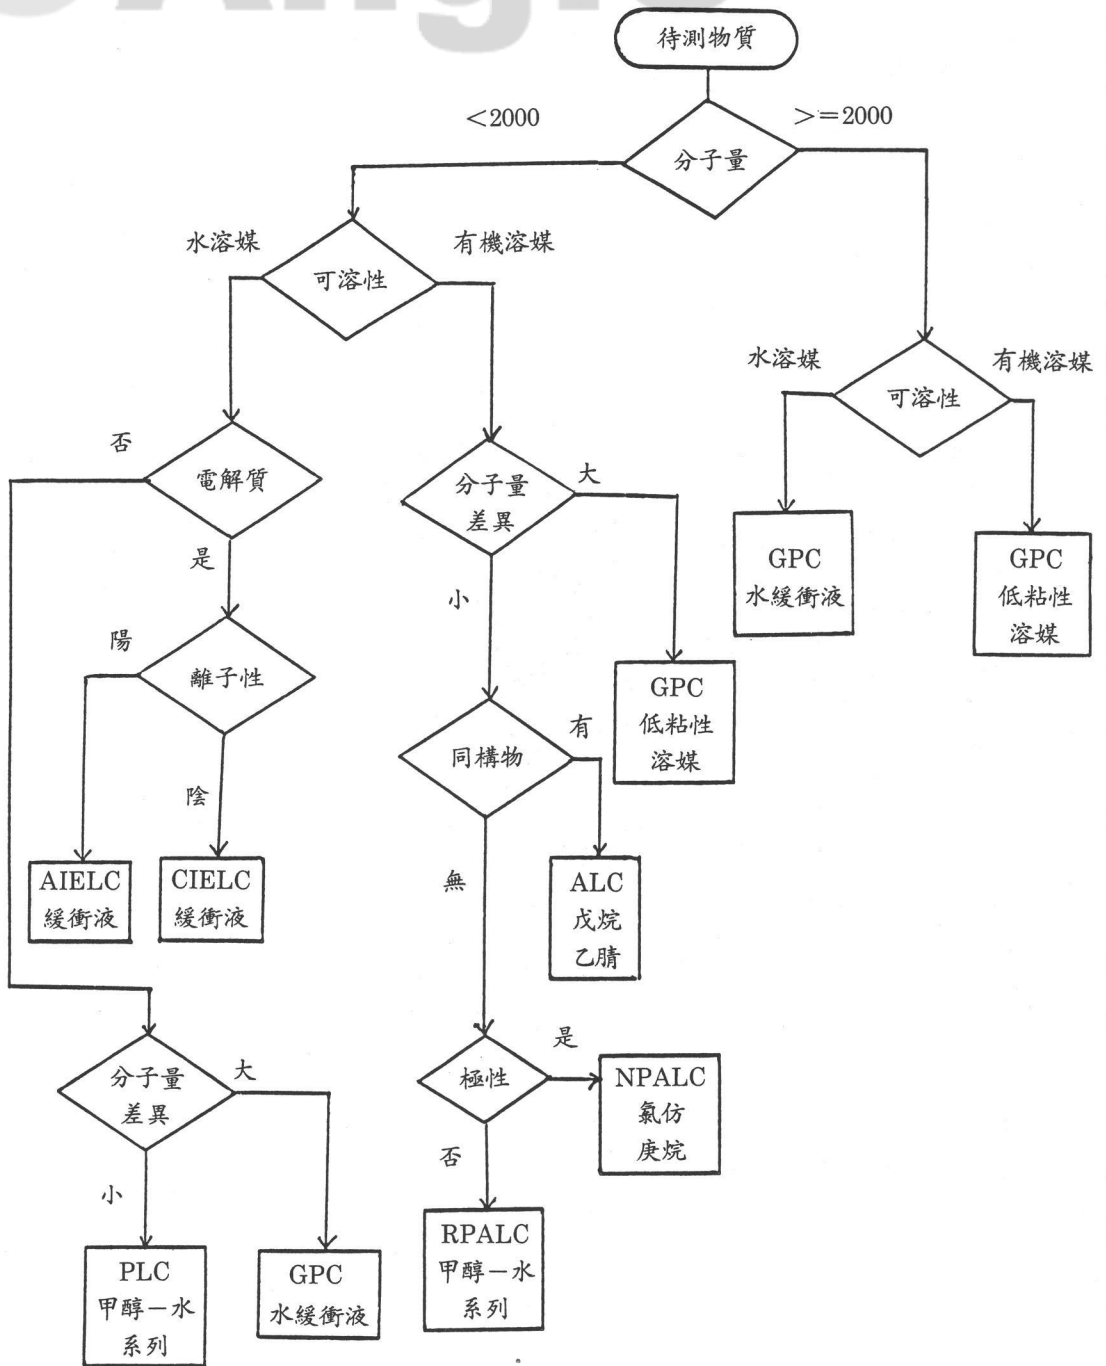 待測物質
<2000
>=2000
分子量
水溶媒
有機溶媒
可溶性
水溶媒
有機溶媒
可溶性
否
電解質
分子量
差異
大
是
小
GPC
水緩衝液
GPC
低粘性
溶媒
陽
離子性
GPC
低粘性
溶媒
同構物
有
陰
無
AIELC
緩衝液
CIELC
緩衝液
ALC
戊烷
乙腈
分子量
差異
大
極性
是
NPALC
氯仿
庚烷
否
小
PLC
甲醇－水
系列
GPC
水緩衝液
RPALC
甲醇－水
系列